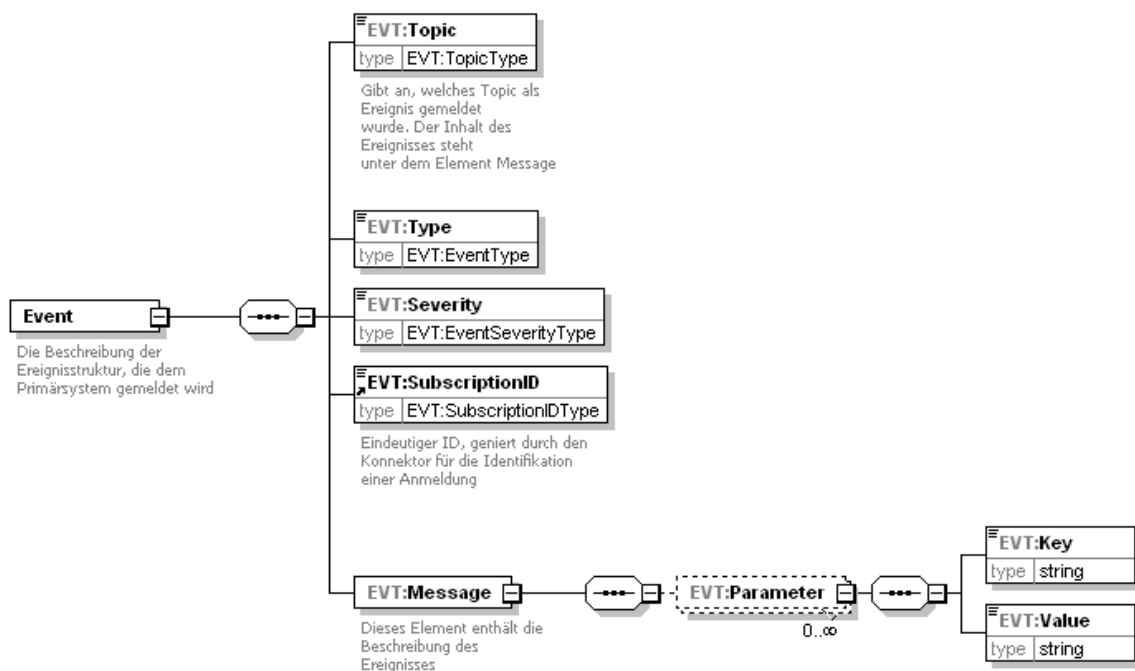 EVT:Topic
type EVT:TopicType
Gibt an, welches Topic als
Ereignis gemeldet
wurde. Der Inhalt des
Ereignisses steht
unter dem Element Message
EVT:Type
type EVT:EventType
Event
Die Beschreibung der
Ereignisstruktur, die dem
Primärsystem gemeldet wird
EVT:Severity
type EVT:EventSeverityType
EVT:SubscriptionID
type EVT:SubscriptionIDType
Eindeutiger ID, geniert durch den
Konnektor für die Identifikation
einer Anmeldung
EVT:Message
Dieses Element enthält die
Beschreibung des
Ereignisses
EVT:Parameter
0..∞
EVT:Key
type string
EVT:Value
type string